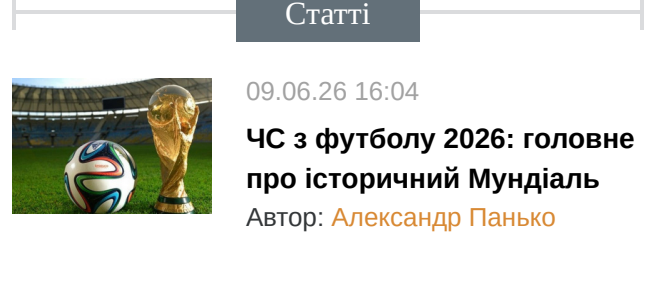 Статті
09.06.26 16:04
ЧС з футболу 2026: головне
про історичний Мундіаль
Автор: Александр Панько